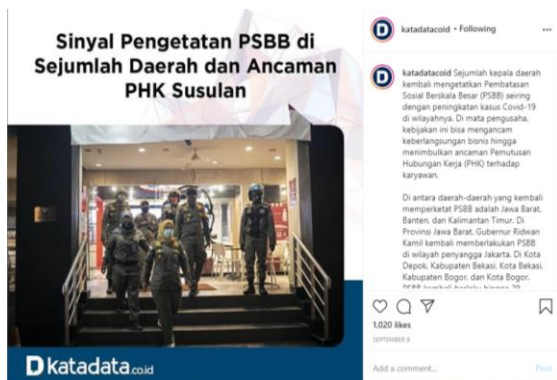 Sinyal Pengetatan PSBB di
Sejumlah Daerah dan Ancaman
PHK Susulan
katadata.co.id
katadatacoid • Following
katadatacoid Sejumlah kepala daerah
kembali mengetatkan Pembatasan
Sosial Berskala Besar (PSBB) seiring
dengan peningkatan kasus Covid-19
di wilayahnya. Di mata pengusaha,
kebijakan ini bisa mengancam
keberlangsungan bisnis hingga
menimbulkan ancaman Pemutusan
Hubungan Kerja (PHK) terhadap
karyawan.
Di antara daerah-daerah yang kembali
memperketat PSBB adalah Jawa Barat,
Banten, dan Kalimantan Timur. Di
Provinsi Jawa Barat, Gubernur Ridwan
Kamil kembali memberlakukan PSBB
di wilayah penyangga Jakarta. Di Kota
Depok, Kabupaten Bekasi, Kota Bekasi,
Kabupaten Bogor, dan Kota Bogor,
PSBB kembali berlaku hingga 29
1,020 likes
SEPTEMBER
Add a comment...
Post